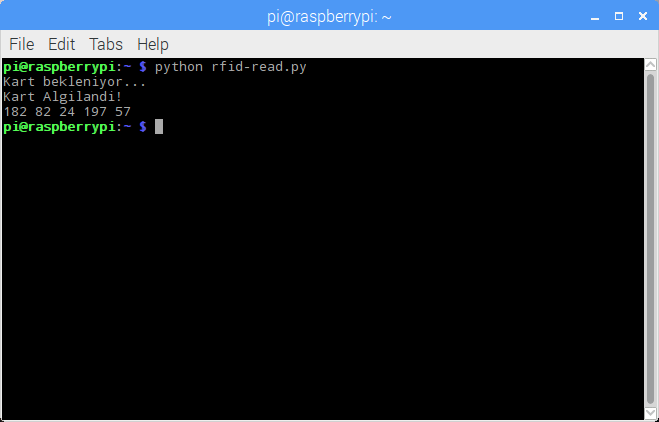 pi@raspberrypi: ~
File Edit Tabs Help
pi@raspberrypi:~ $ python rfid-read.py
Kart bekleniyor...
Kart Algilandi!
182 82 24 197 57
pi@raspberrypi:~ $